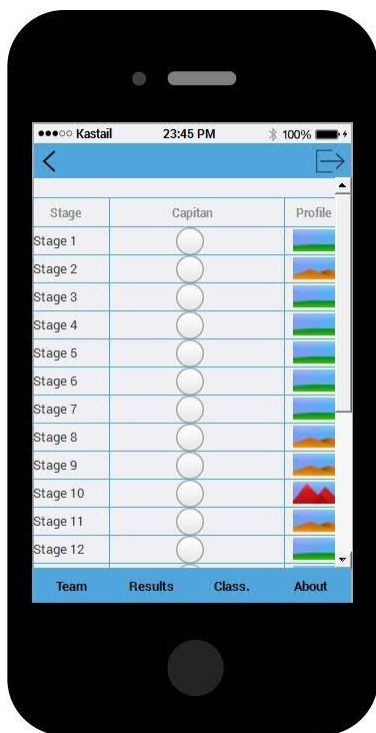 Kastail 23:45 PM 100%
Stage Capitan Profile
Stage 1
Stage 2
Stage 3
Stage 4
Stage 5
Stage 6
Stage 7
Stage 8
Stage 9
Stage 10
Stage 11
Stage 12
Team Results Class. About